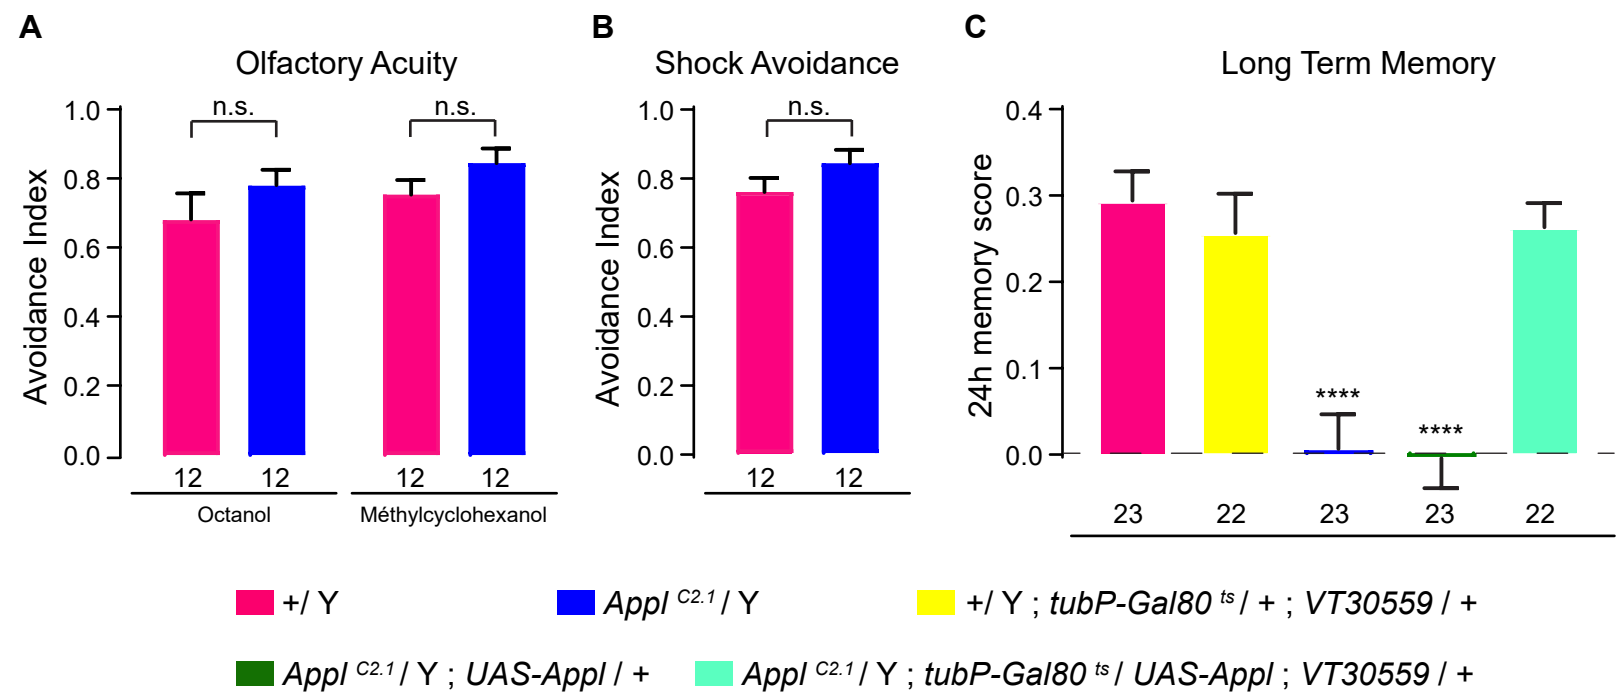 A
Olfactory Acuity
Avoidance Index
1.0
0.8
0.6
0.4
0.2
0.0
n.s.
n.s.
12
12
12
12
Octanol
Méthylcyclohexanol
B
Shock Avoidance
Avoidance Index
1.0
0.8
0.6
0.4
0.2
0.0
n.s.
12
12
C
Long Term Memory
24h memory score
0.4
0.3
0.2
0.1
0.0
****
****
23
22
23
23
22
+/ Y
Appl C2.1 / Y
+/ Y ; tubP-Gal80 ts / + ; VT30559 / +
Appl C2.1 / Y ; UAS-Appl / +
Appl C2.1 / Y ; tubP-Gal80 ts / UAS-Appl ; VT30559 / +